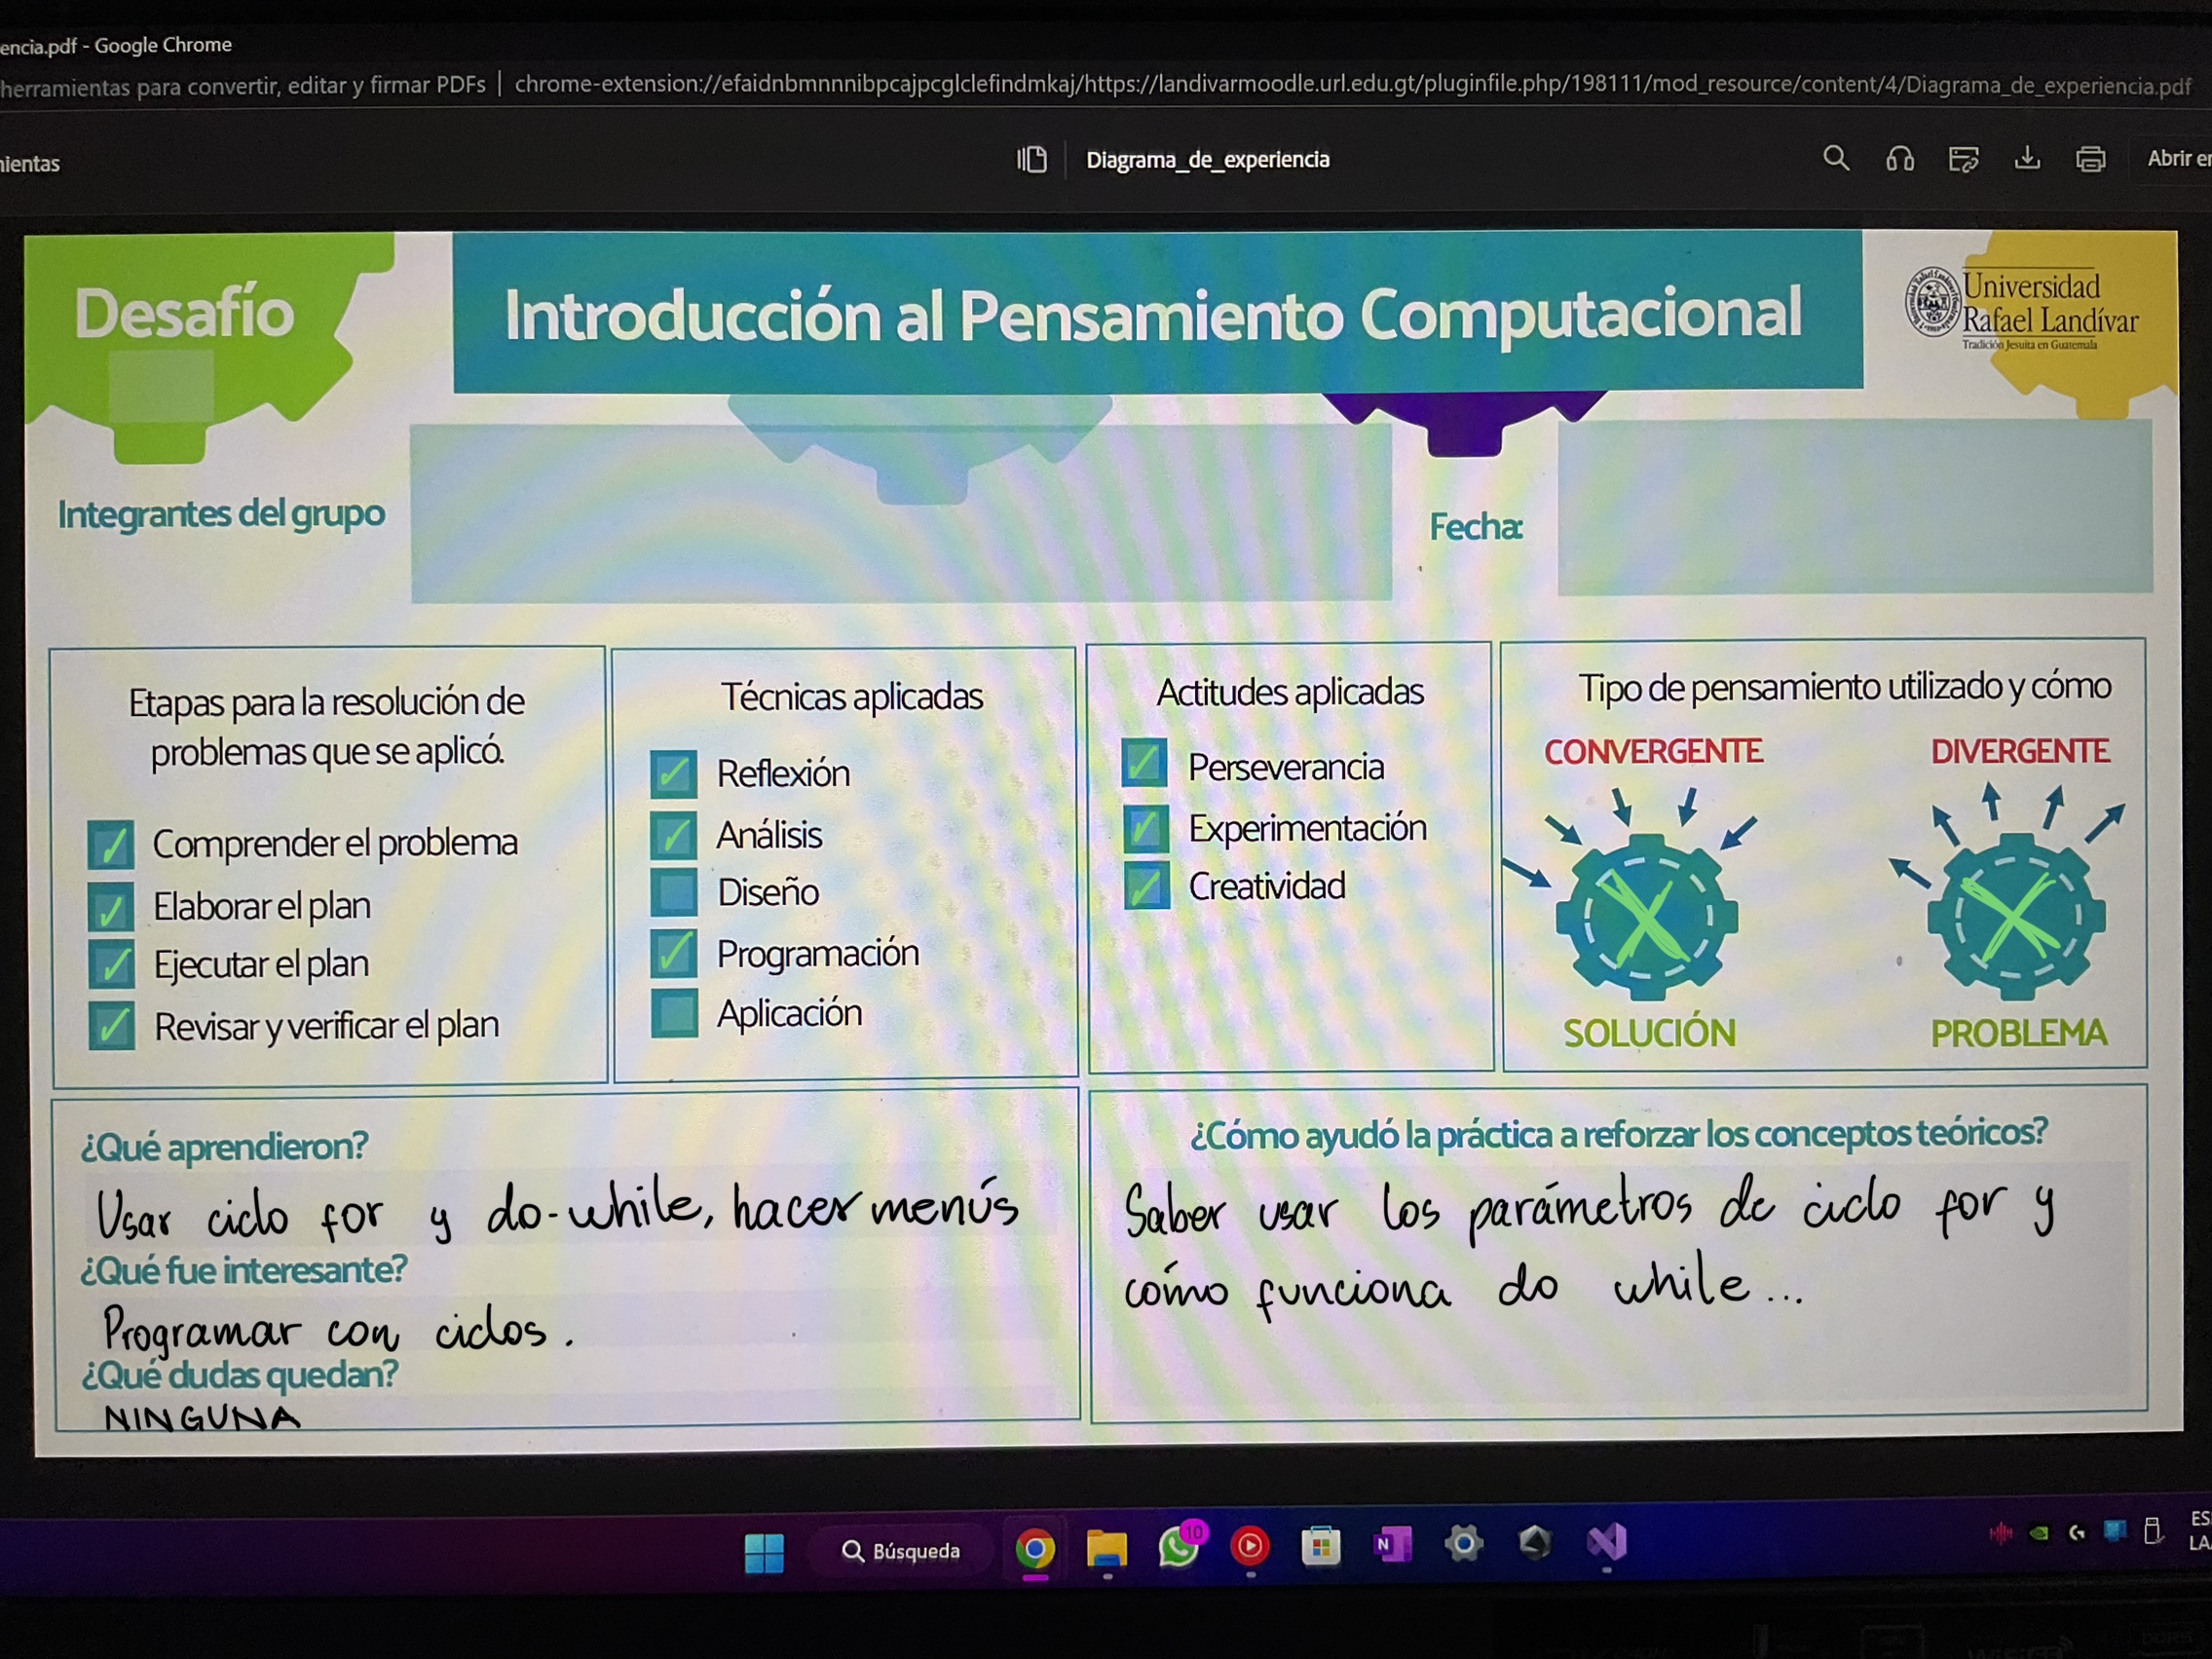 encia.pdf - Google Chrome
herramientas para convertir, editar y firmar PDFs | chrome-extension://efaidnbmnnnibpcajpcglclefindmkaj/https://landivarmoodle.url.edu.gt/pluginfile.php/198111/mod_resource/content/4/Diagrama_de_experiencia.pdf
nientas
Diagrama_de_experiencia
Abrir en
Desafío
Introducción al Pensamiento Computacional
Universidad
Rafael Landívar
Tradición Jesuita en Guatemala
Integrantes del grupo
Fecha:
Etapas para la resolución de
problemas que se aplicó.
Comprender el problema
Elaborar el plan
Ejecutar el plan
Revisar y verificar el plan
Técnicas aplicadas
Reflexión
Análisis
Diseño
Programación
Aplicación
Actitudes aplicadas
Perseverancia
Experimentación
Creatividad
Tipo de pensamiento utilizado y cómo
CONVERGENTE
DIVERGENTE
SOLUCIÓN
PROBLEMA
¿Qué aprendieron?
Usar ciclo for y do-while, hacer menús
¿Qué fue interesante?
Programar con ciclos.
¿Qué dudas quedan?
NINGUNA
¿Cómo ayudó la práctica a reforzar los conceptos teóricos?
Saber usar los parámetros de ciclo for y
cómo funciona do while...
Búsqueda
10
N
ES
LA